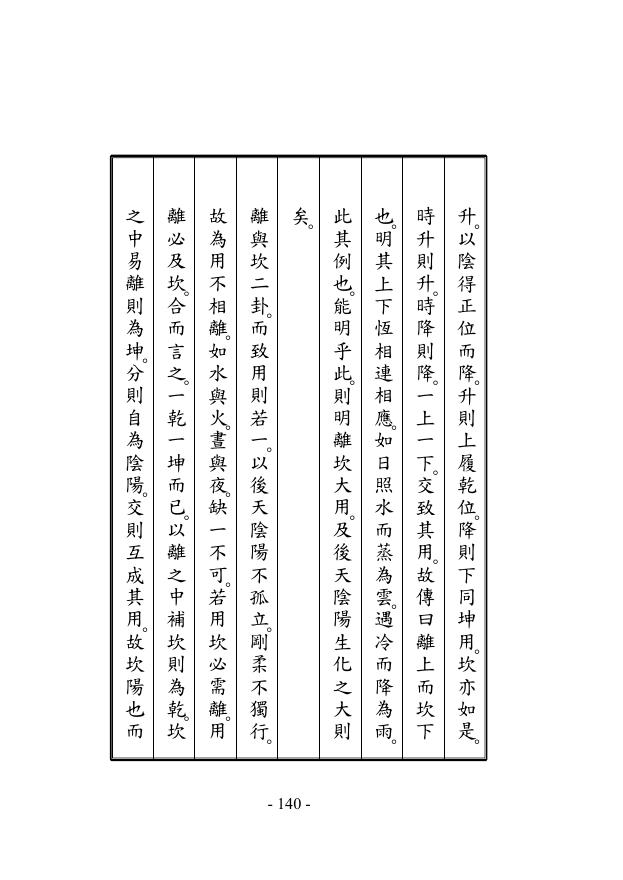 升。以陰得正位而降。升則上履乾位。降則下同坤用。坎亦如是。
時升則升。時降則降。一上一下。交致其用。故傳曰離上而坎下
也。明其上下恆相連相應。如日照水而蒸為雲。遇冷而降為雨。
此其例也。能明乎此。則明離坎大用。及後天陰陽生化之大則
矣。
離與坎二卦。而致用則若一。以後天陰陽不孤立。剛柔不獨行。
故為用不相離。如水與火。晝與夜。缺一不可。若用坎必需離。用
離必及坎。合而言之。一乾一坤而已。以離之中補坎則為乾。坎
之中易離則為坤。分則自為陰陽。交則互成其用。故坎陽也而
- 140 -